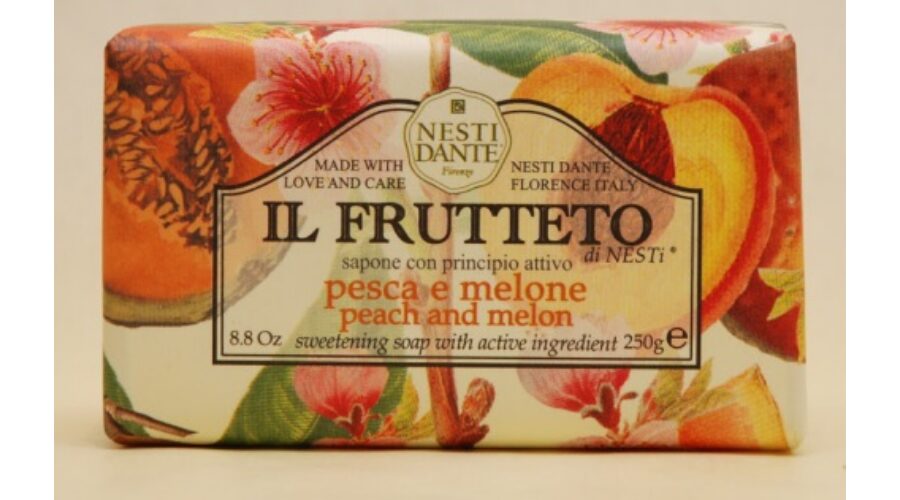 NESTI
DANTE
Firenze
MADE WITH
LOVE AND CARE
NESTI DANTE
FLORENCE ITALY
IL FRUTTETO
di NESTi®
sapone con principio attivo
pesca e melone
peach and melon
8.8 Oz sweetening soap with active ingredient 250g ℮